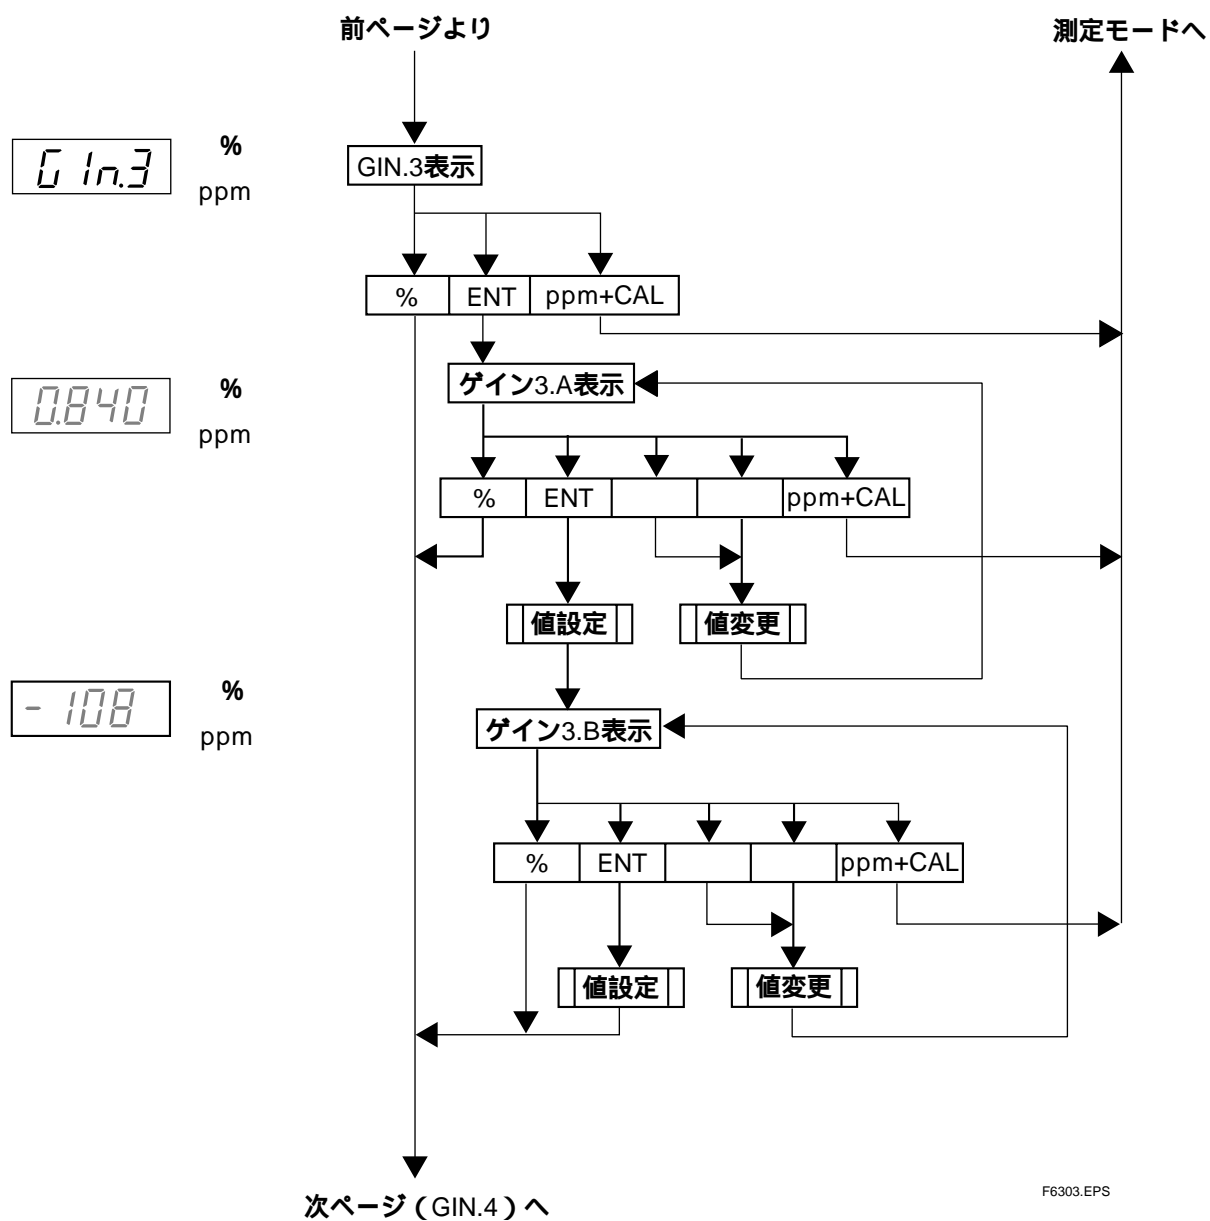 前ページより
測定モードへ
GIn.3
%
ppm
GIN.3表示
% ENT ppm+CAL
0.840
%
ppm
ゲイン3.A表示
% ENT ppm+CAL
値設定 値変更
-108
%
ppm
ゲイン3.B表示
% ENT ppm+CAL
値設定 値変更
次ページ（GIN.4）へ
F6303.EPS